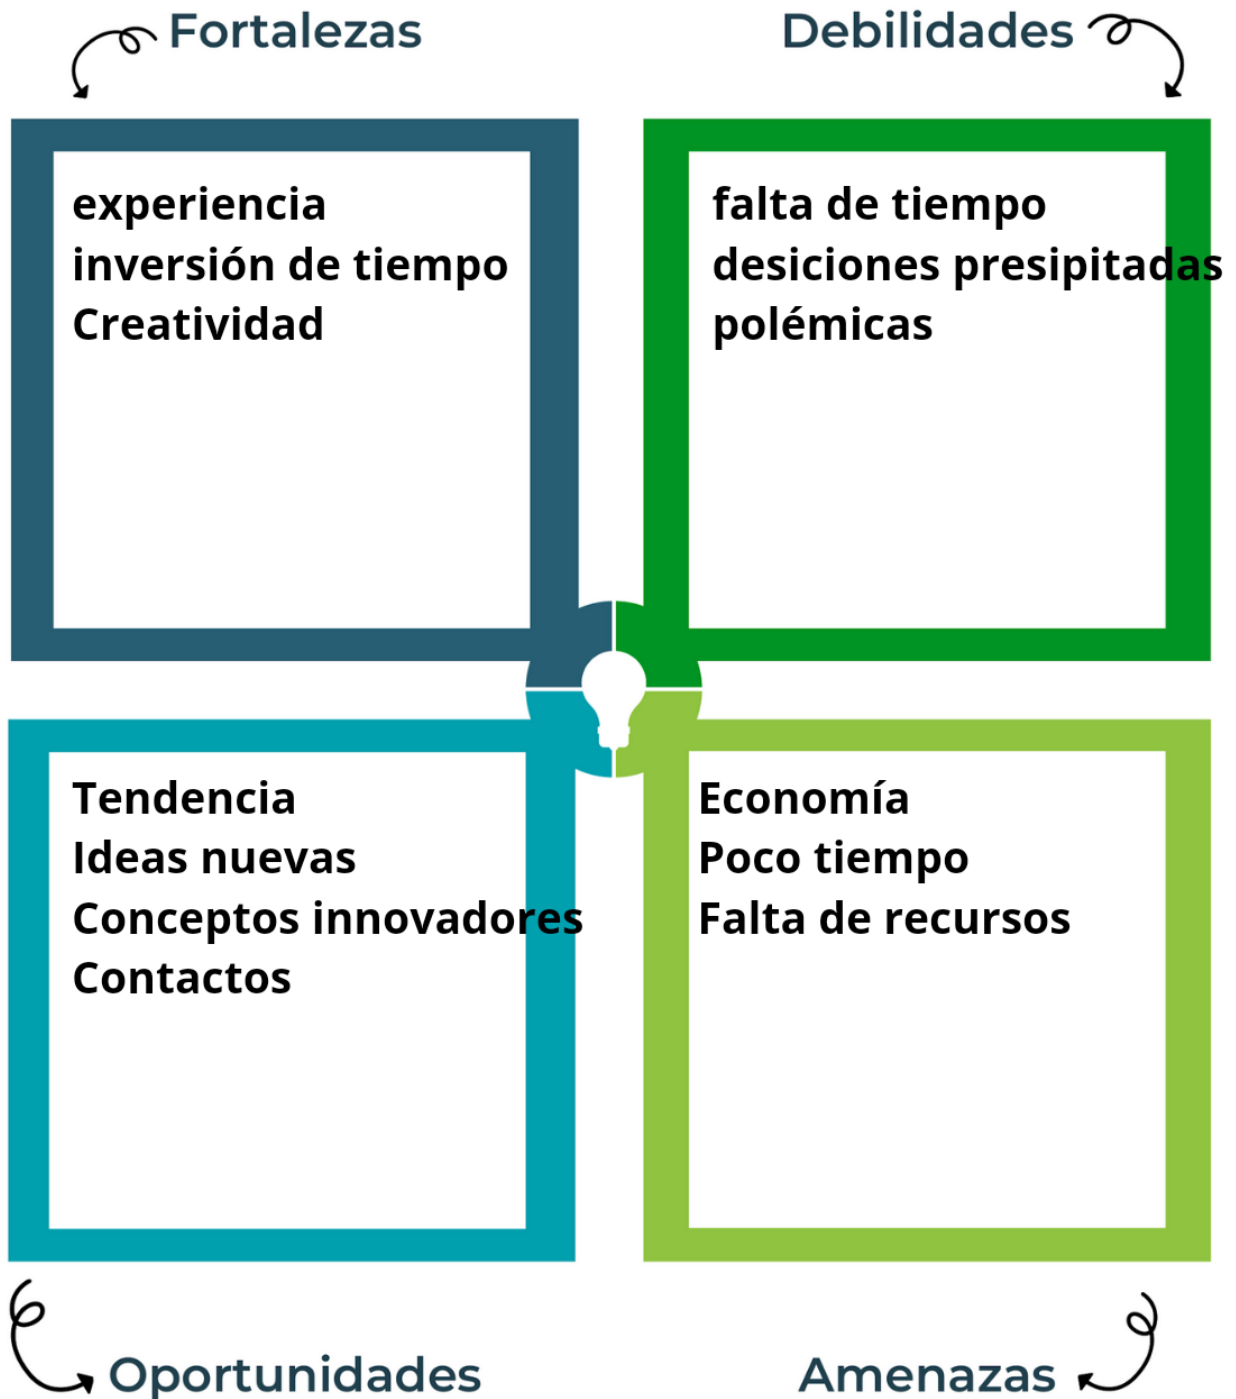 Fortalezas
experiencia
inversión de tiempo
Creatividad
Debilidades
falta de tiempo
desiciones presipitadas
polémicas
Tendencia
Ideas nuevas
Conceptos innovadores
Contactos
Oportunidades
Economía
Poco tiempo
Falta de recursos
Amenazas